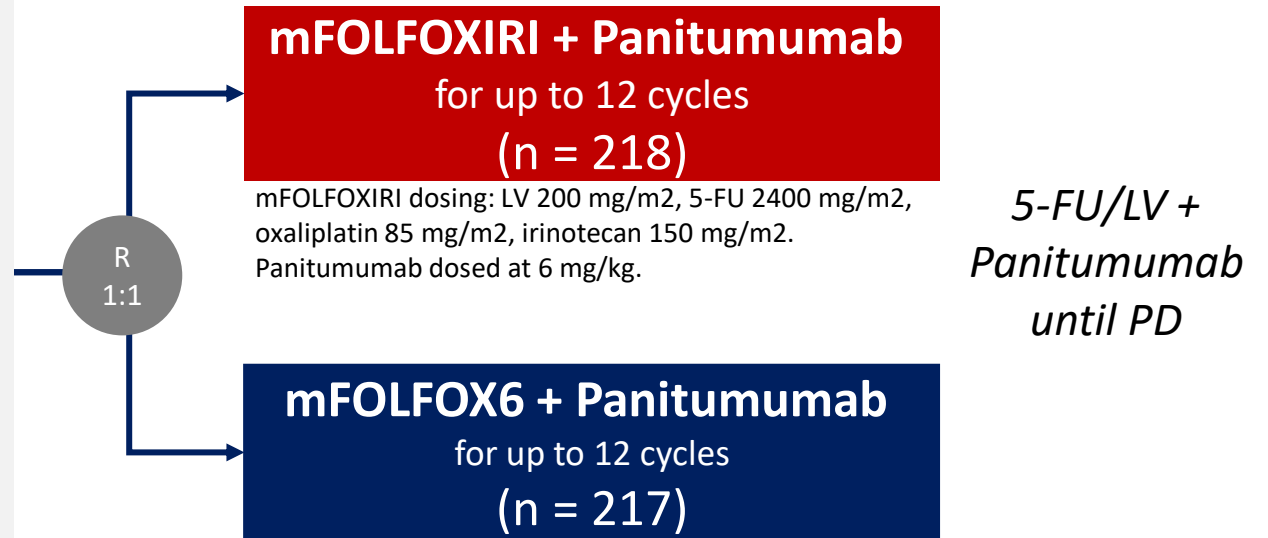 mFOLFOXIRI + Panitumumab
for up to 12 cycles
(n = 218)
mFOLFOXIRI dosing: LV 200 mg/m2, 5-FU 2400 mg/m2,
oxaliplatin 85 mg/m2, irinotecan 150 mg/m2.
Panitumumab dosed at 6 mg/kg.
R
1:1
5-FU/LV +
Panitumumab
until PD
mFOLFOX6 + Panitumumab
for up to 12 cycles
(n = 217)